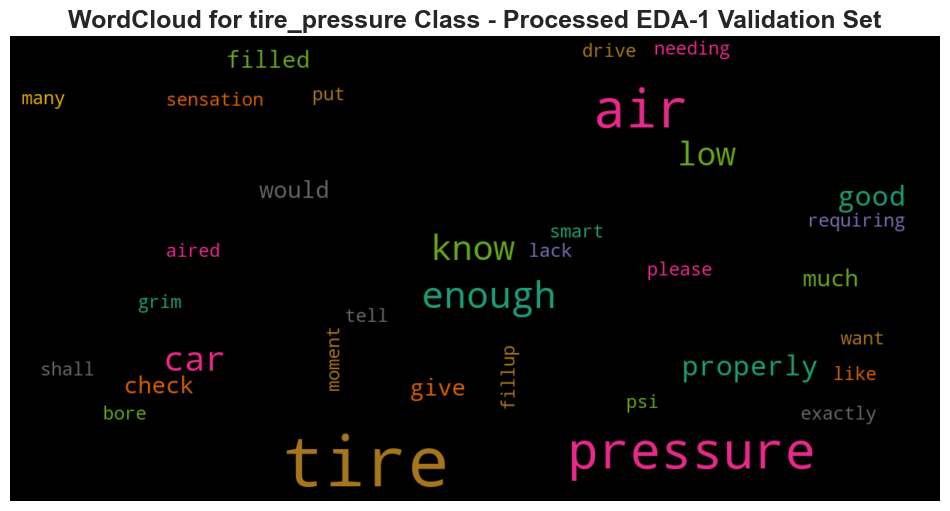 WordCloud for tire_pressure Class - Processed EDA-1 Validation Set
drive needing
filled
many sensation put
air
low
would
good
requiring
smart
know lack
aired
please
much
enough
grim
tell
moment
want
car
properly
shall
like
check
give
fillup
psi
bore
exactly
tire
pressure